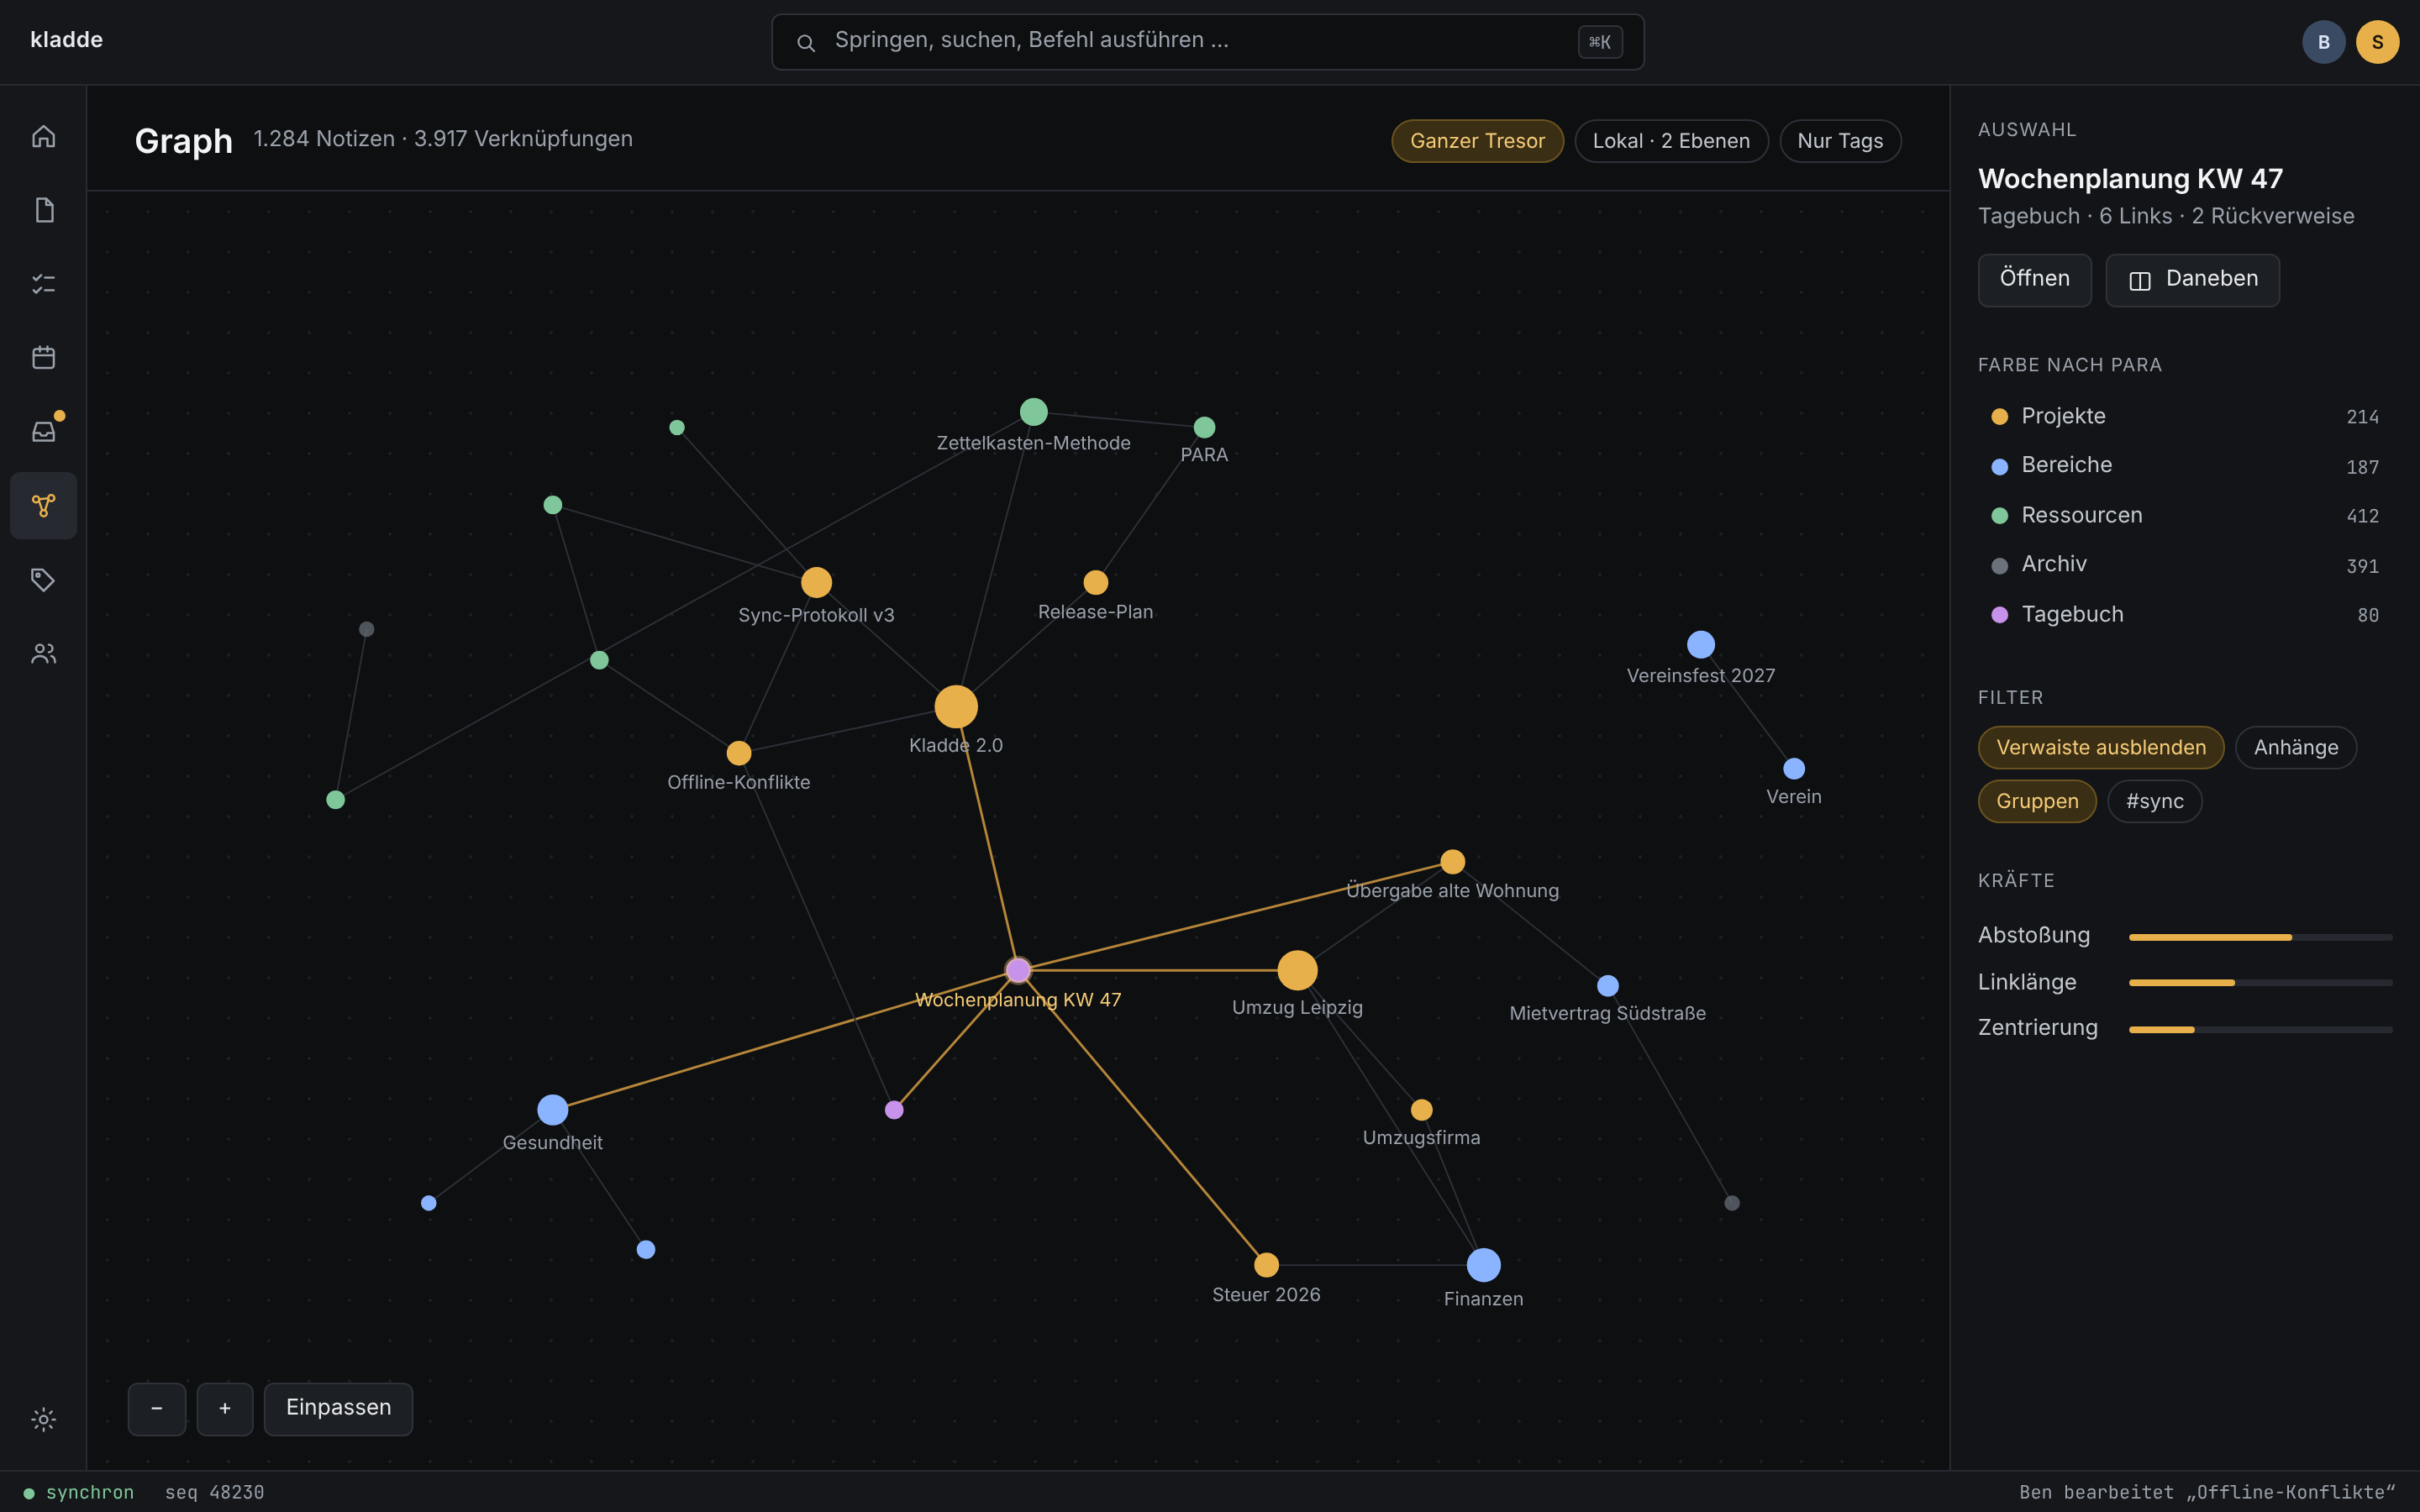 kladde
Springen, suchen, Befehl ausführen …
⌘K
B
S
Graph
1.284 Notizen · 3.917 Verknüpfungen
Ganzer Tresor
Lokal · 2 Ebenen
Nur Tags
Zettelkasten-Methode
PARA
Sync-Protokoll v3
Release-Plan
Vereinsfest 2027
Kladde 2.0
Offline-Konflikte
Verein
Übergabe alte Wohnung
Wochenplanung KW 47
Umzug Leipzig
Mietvertrag Südstraße
Gesundheit
Umzugsfirma
Steuer 2026
Finanzen
−
+
Einpassen
AUSWAHL
Wochenplanung KW 47
Tagebuch · 6 Links · 2 Rückverweise
Öffnen
Daneben
FARBE NACH PARA
Projekte 214
Bereiche 187
Ressourcen 412
Archiv 391
Tagebuch 80
FILTER
Verwaiste ausblenden
Anhänge
Gruppen
#sync
KRÄFTE
Abstoßung
Linklänge
Zentrierung
synchron
seq 48230
Ben bearbeitet „Offline-Konflikte“